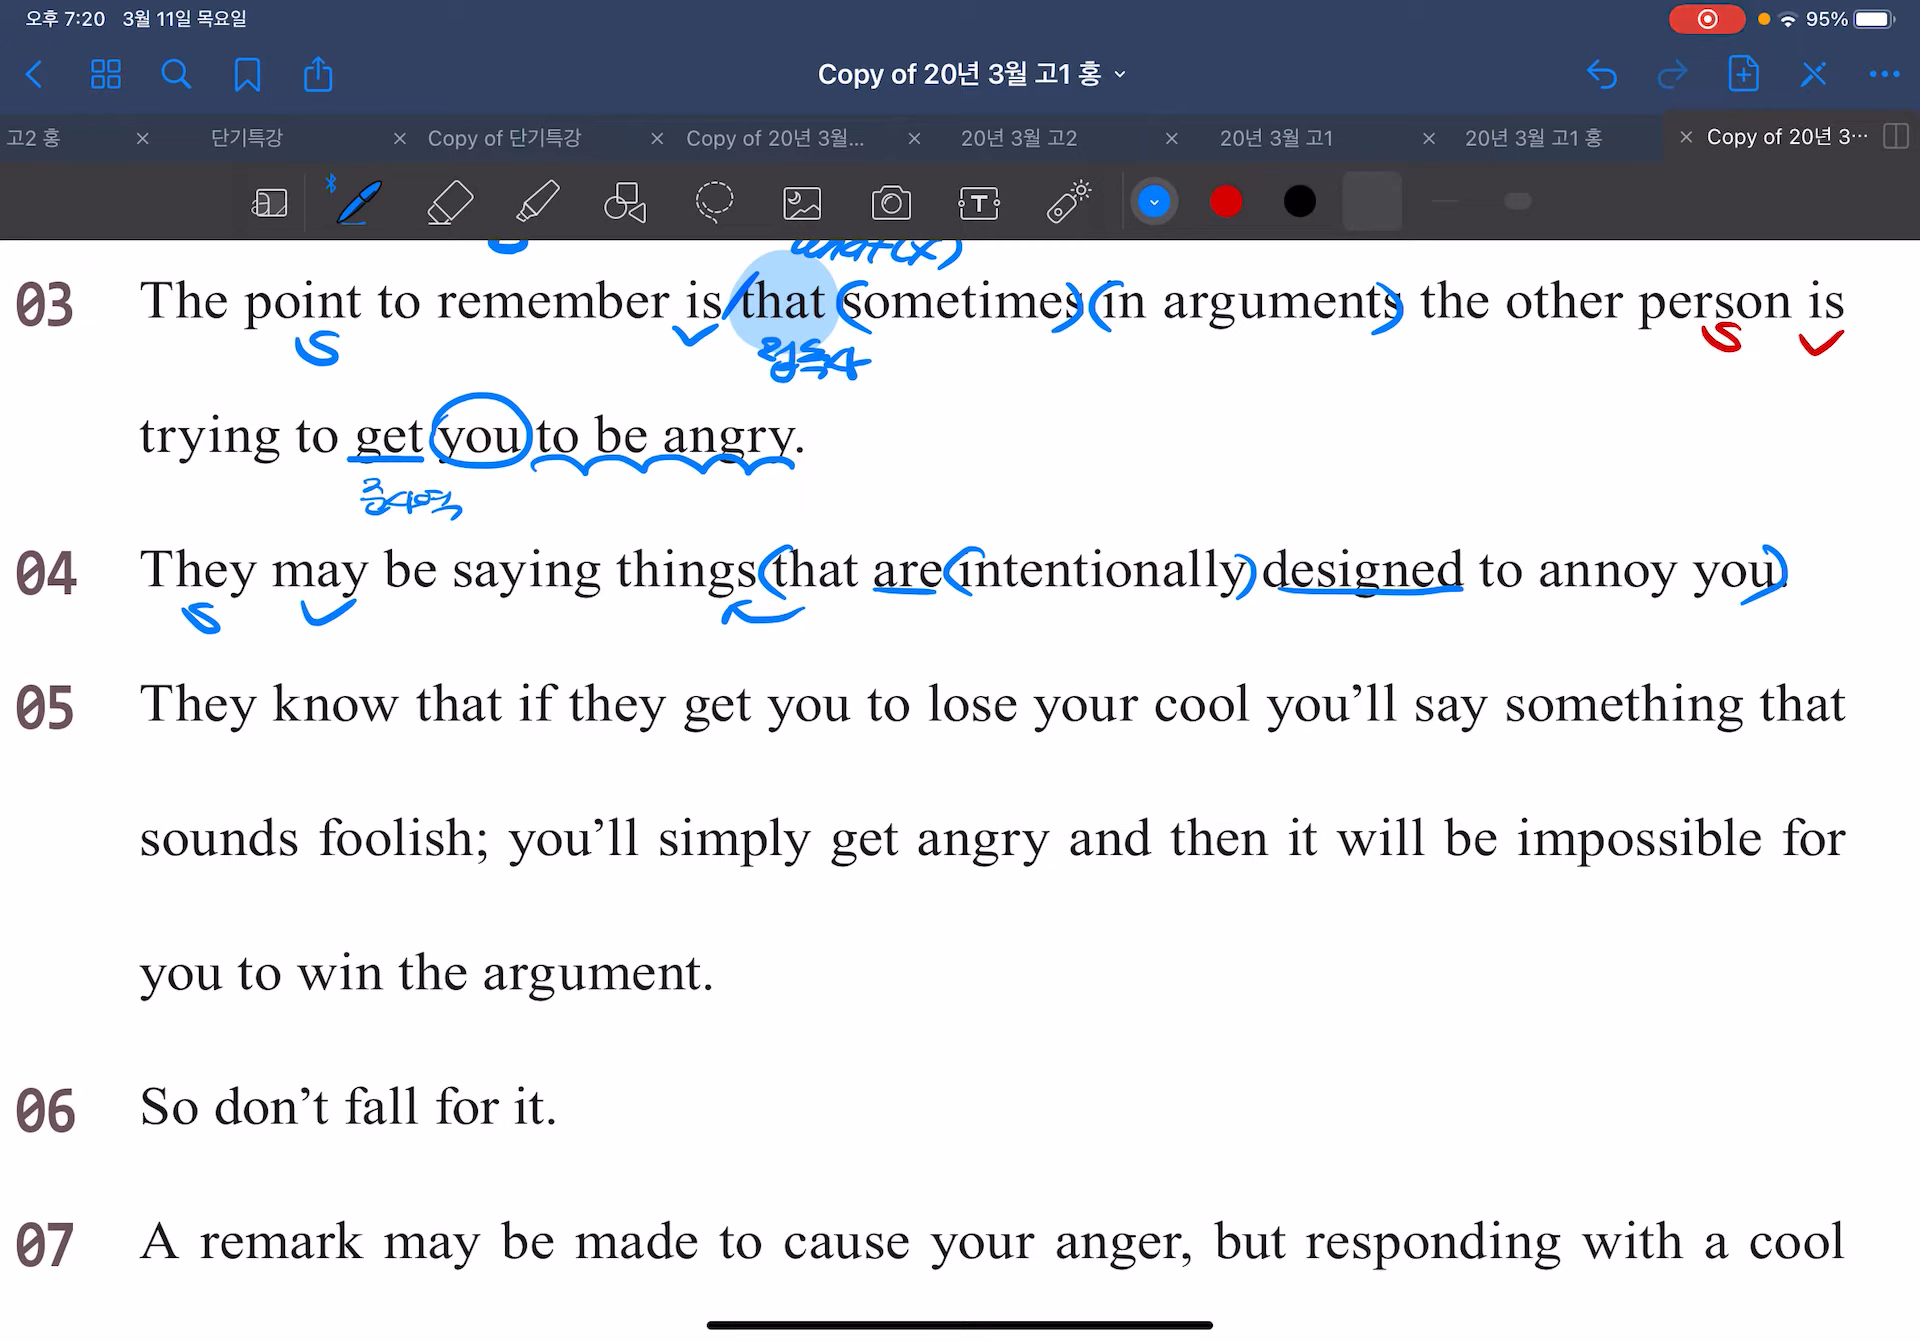 오후 7:20 3월 11일 목요일
95%
Copy of 20년 3월 고1 홍
고2 홍
단기특강
Copy of 단기특강
Copy of 20년 3월...
20년 3월 고2
20년 3월 고1
20년 3월 고1 홍
Copy of 20년 3···
what(X)
03 The point to remember is that sometimes in arguments the other person is
S
접속사
S
trying to get you to be angry.
준사역
04 They may be saying things that are intentionally designed to annoy you.
S
05 They know that if they get you to lose your cool you’ll say something that
sounds foolish; you’ll simply get angry and then it will be impossible for
you to win the argument.
06 So don’t fall for it.
07 A remark may be made to cause your anger, but responding with a cool